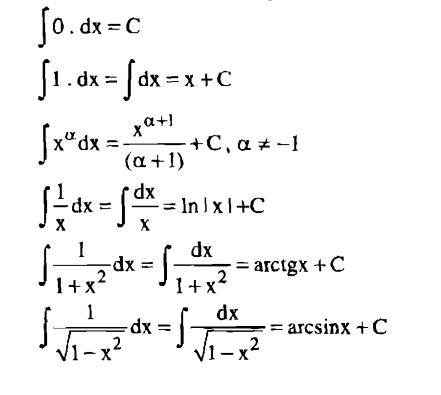 ∫0 . dx = C
∫1 . dx = ∫dx = x + C
∫x^α dx = x^(α+1)/(α+1) + C, α ≠ −1
∫1/x dx = ∫dx/x = ln|x|+C
∫1/(1+x²) dx = ∫dx/(1+x²) = arctgx + C
∫1/√(1−x²) dx = ∫dx/√(1−x²) = arcsinx + C